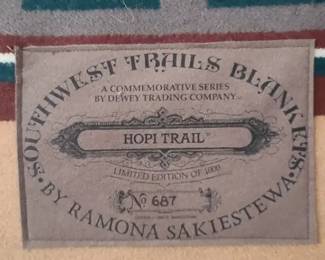 SOUTHWEST TRAILS BLANKETS
A COMMEMORATIVE SERIES
BY DEWEY TRADING COMPANY
HOPI TRAIL
LIMITED EDITION OF 1000
No 687
• BY RAMONA SAKIESTEWA •